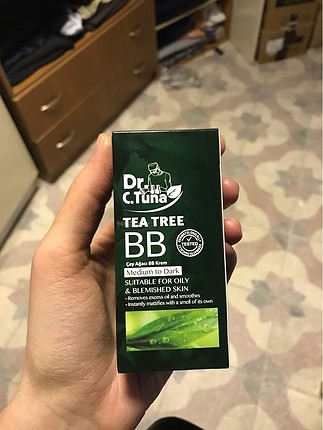 Dr.
C.Tuna
TEA TREE
BB
Çay Ağacı BB Krem
TESTED
Medium to Dark
SUITABLE FOR OILY
& BLEMISHED SKIN
- Removes excess oil and smoothes
- Instantly mattifies with a smell of its own